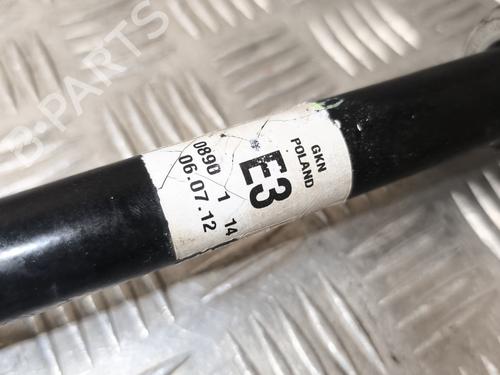 B-PARTS
GKN
POLAND
E3
0890 1 14
06.07.12